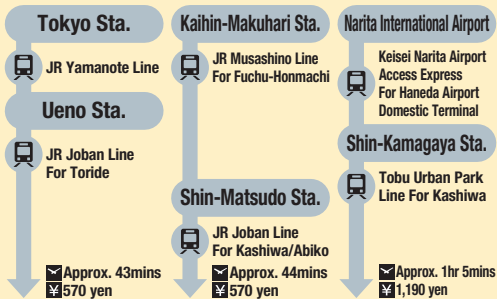 Tokyo Sta.
JR Yamanote Line
Ueno Sta.
JR Joban Line
For Toride
Approx. 43mins
¥ 570 yen
Kaihin-Makuhari Sta.
JR Musashino Line
For Fuchu-Honmachi
Shin-Matsudo Sta.
JR Joban Line
For Kashiwa/Abiko
Approx. 44mins
¥ 570 yen
Narita International Airport
Keisei Narita Airport
Access Express
For Haneda Airport
Domestic Terminal
Shin-Kamagaya Sta.
Tobu Urban Park
Line For Kashiwa
Approx. 1hr 5mins
¥ 1,190 yen